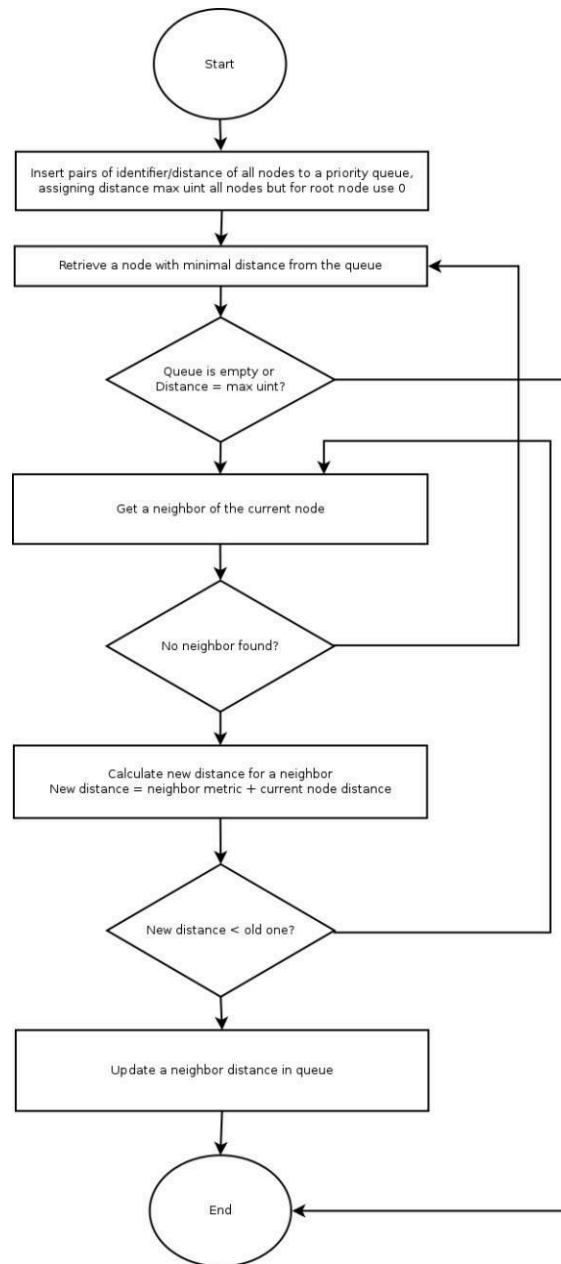 Start
Insert pairs of identifier/distance of all nodes to a priority queue,
assigning distance max uint all nodes but for root node use 0
Retrieve a node with minimal distance from the queue
Queue is empty or
Distance = max uint?
Get a neighbor of the current node
No neighbor found?
Calculate new distance for a neighbor
New distance = neighbor metric + current node distance
New distance < old one?
Update a neighbor distance in queue
End